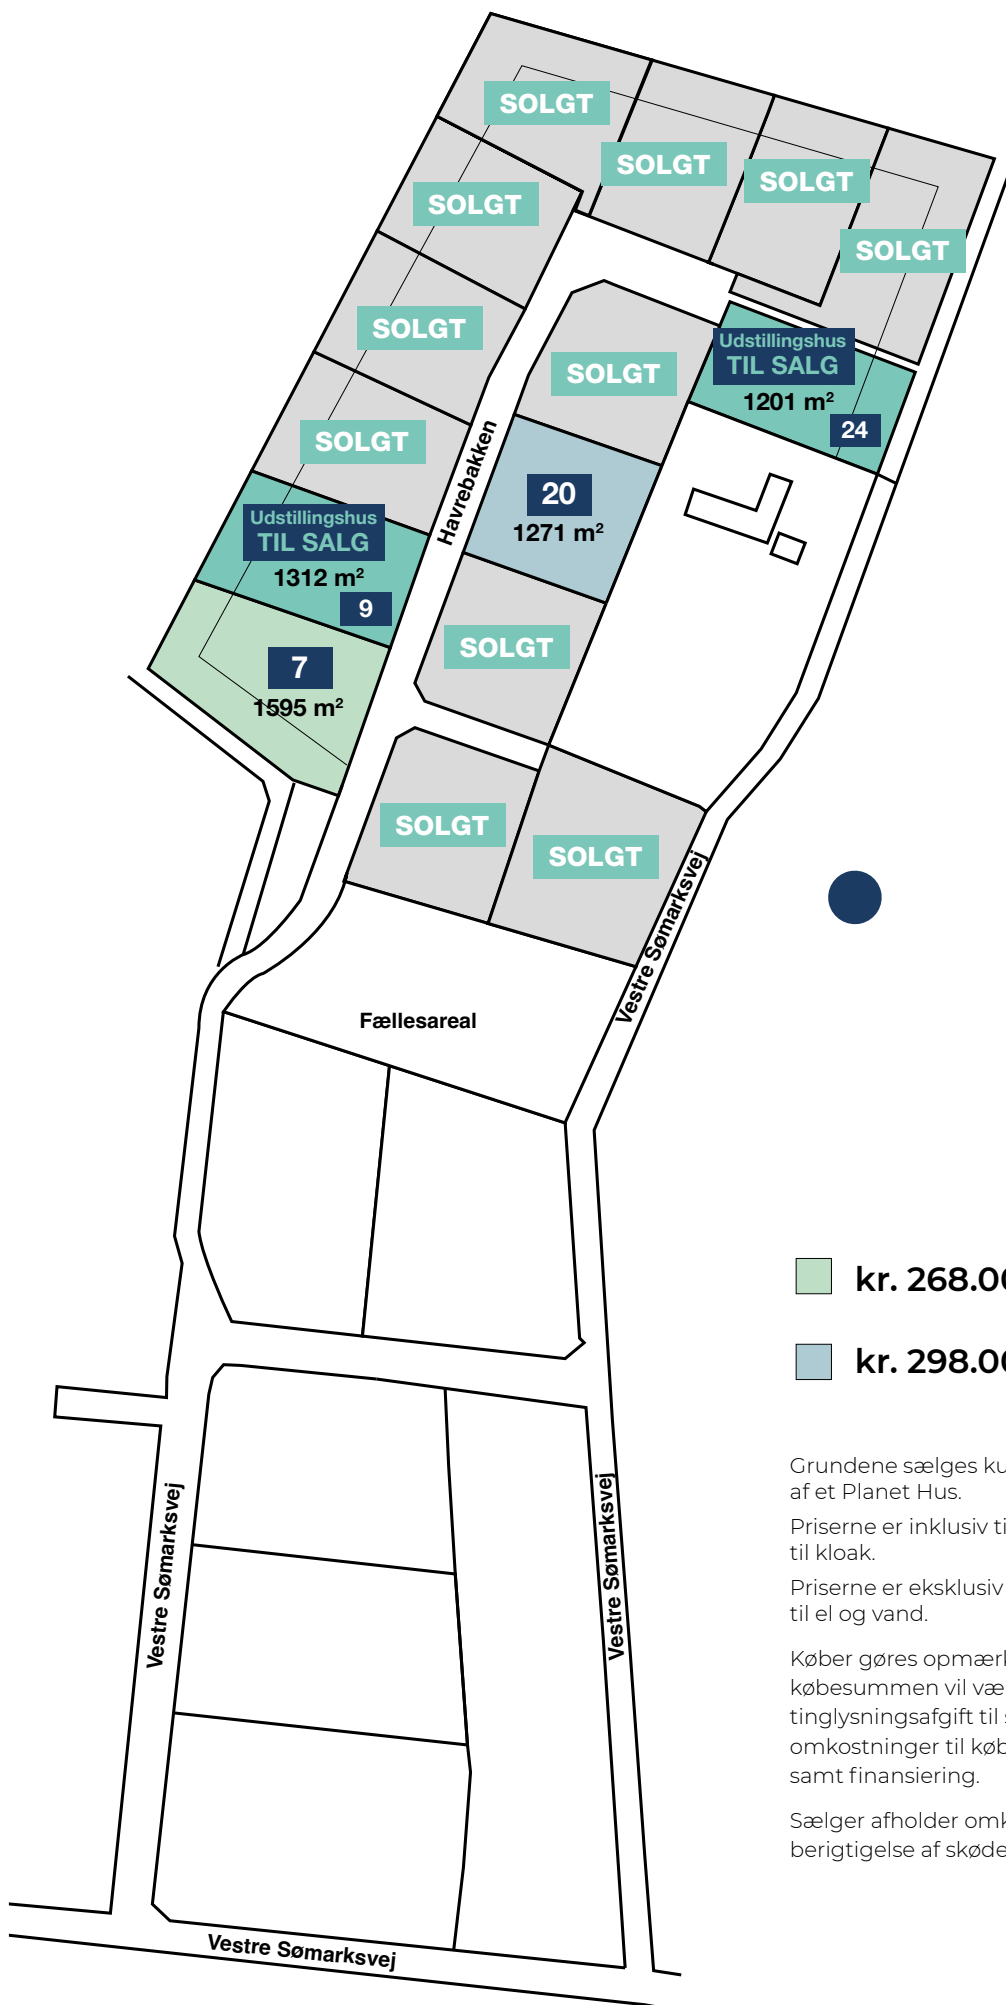 SOLGT
SOLGT
SOLGT
SOLGT
SOLGT
SOLGT
SOLGT
SOLGT
Udstillingshus
TIL SALG
1201 m²
24
Havrebakken
20
1271 m²
Udstillingshus
TIL SALG
1312 m²
9
SOLGT
7
1595 m²
SOLGT
SOLGT
Vestre Sømarksvej
Fællesareal
kr. 268.00
kr. 298.00
Grundene sælges ku
af et Planet Hus.
Priserne er inklusiv ti
til kloak.
Priserne er eksklusiv
til el og vand.
Køber gøres opmærk
købesummen vil væ
tinglysningsafgift til s
omkostninger til køb
samt finansiering.
Sælger afholder omk
berigtigelse af skøde
Vestre Sømarksvej
Vestre Sømarksvej
Vestre Sømarksvej